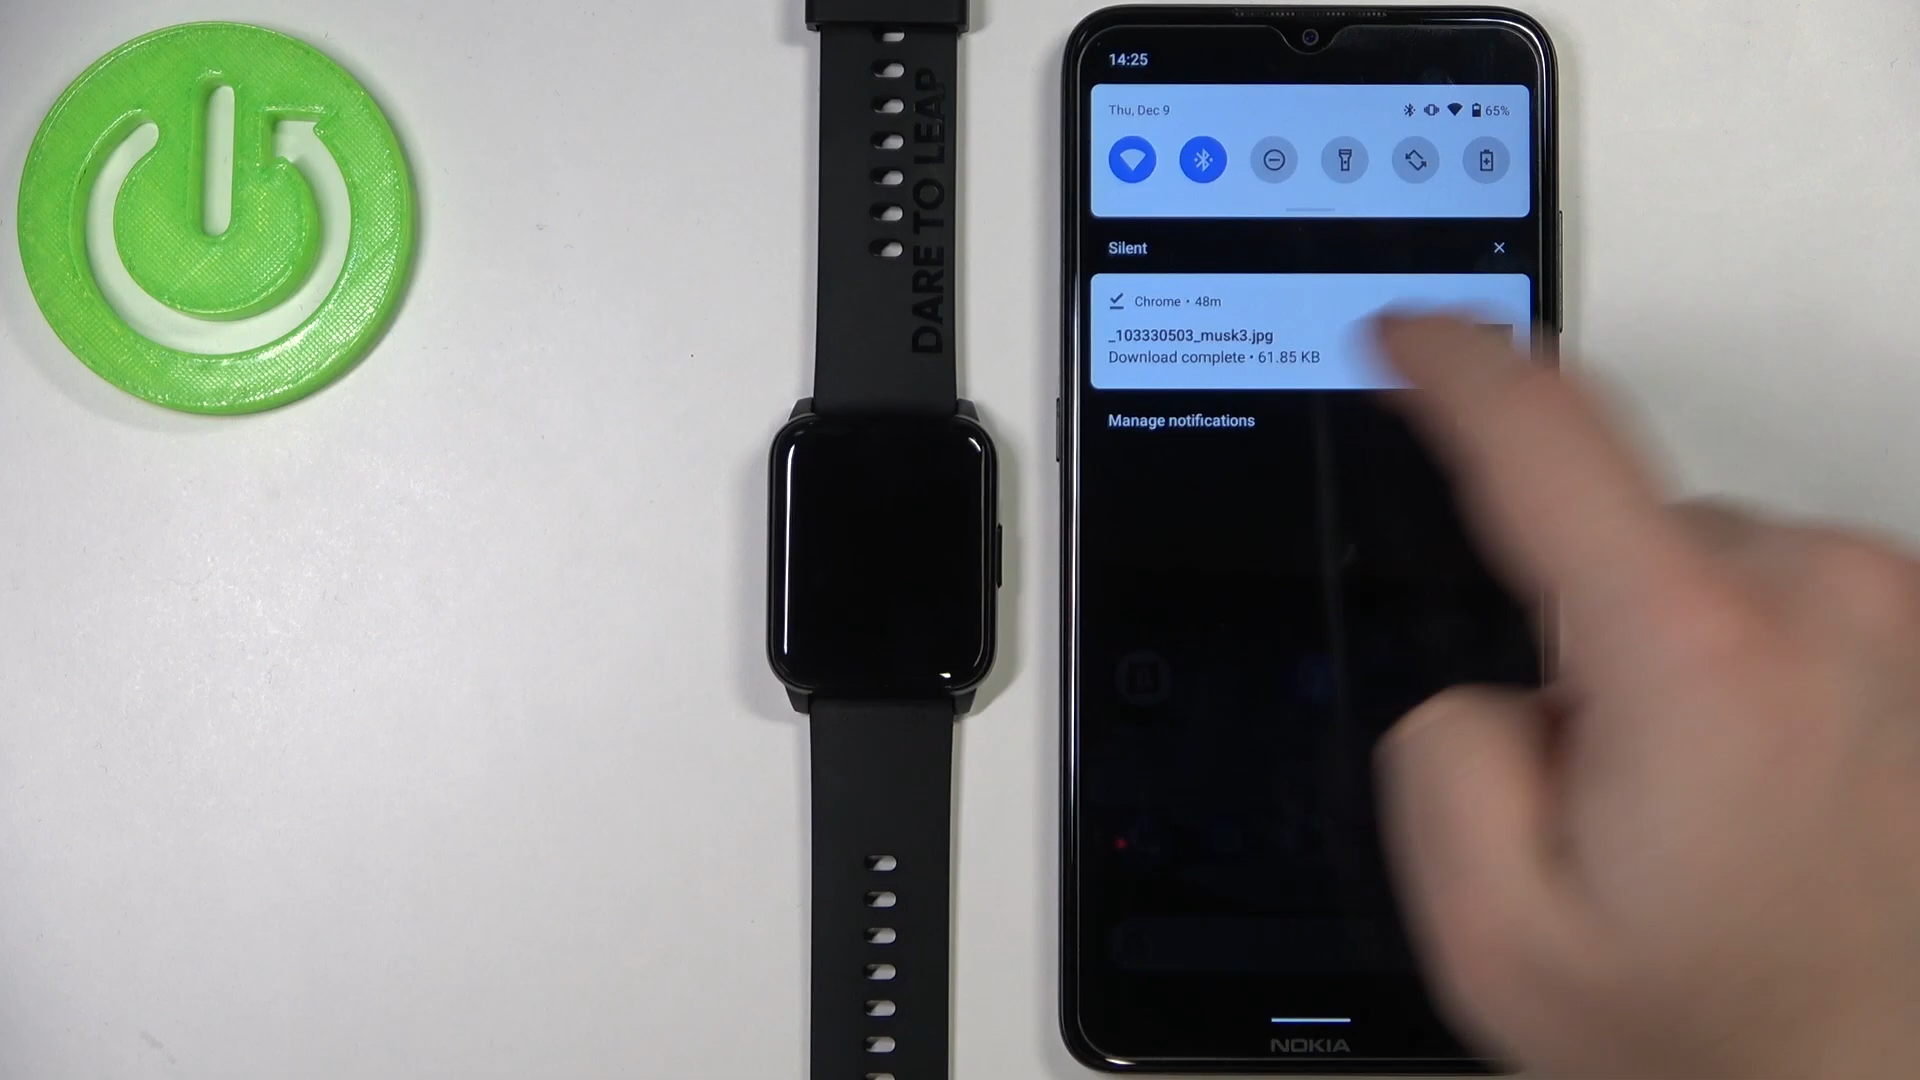 DARE TO LEAP
14:25
Thu, Dec 9
65%
Silent
Chrome • 48m
_103330503_musk3.jpg
Download complete • 61.85 KB
Manage notifications
NOKIA